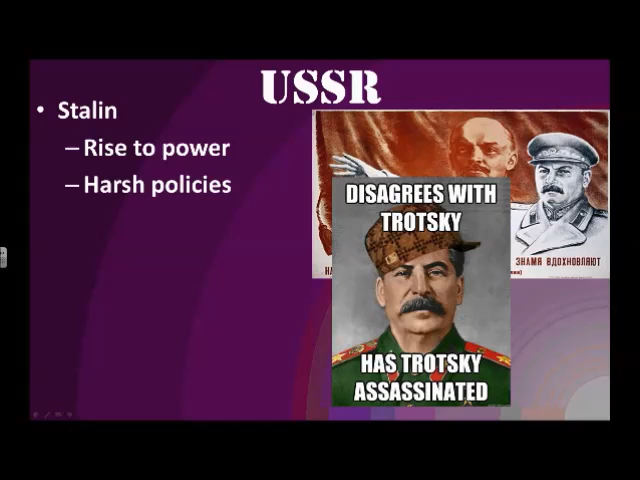 USSR
• Stalin
– Rise to power
– Harsh policies
DISAGREES WITH
TROTSKY
HAS TROTSKY
ASSASSINATED
ЗНАМЯ ВДОХНОВЛЯЮТ